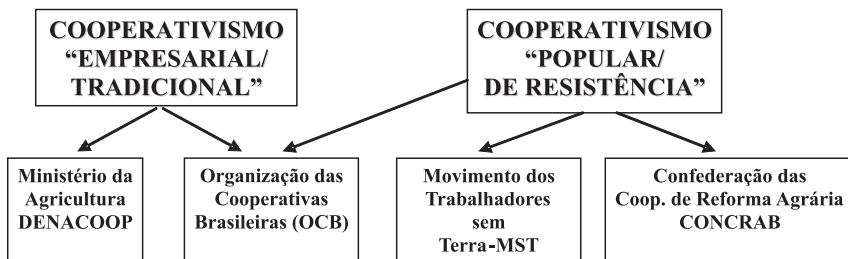 COOPERATIVISMO
“EMPRESARIAL/
TRADICIONAL”
COOPERATIVISMO
“POPULAR/
DE RESISTÊNCIA”
Ministério da
Agricultura
DENACOOP
Organização das
Cooperativas
Brasileiras (OCB)
Movimento dos
Trabalhadores
sem
Terra-MST
Confederação das
Coop. de Reforma Agrária
CONCRAB